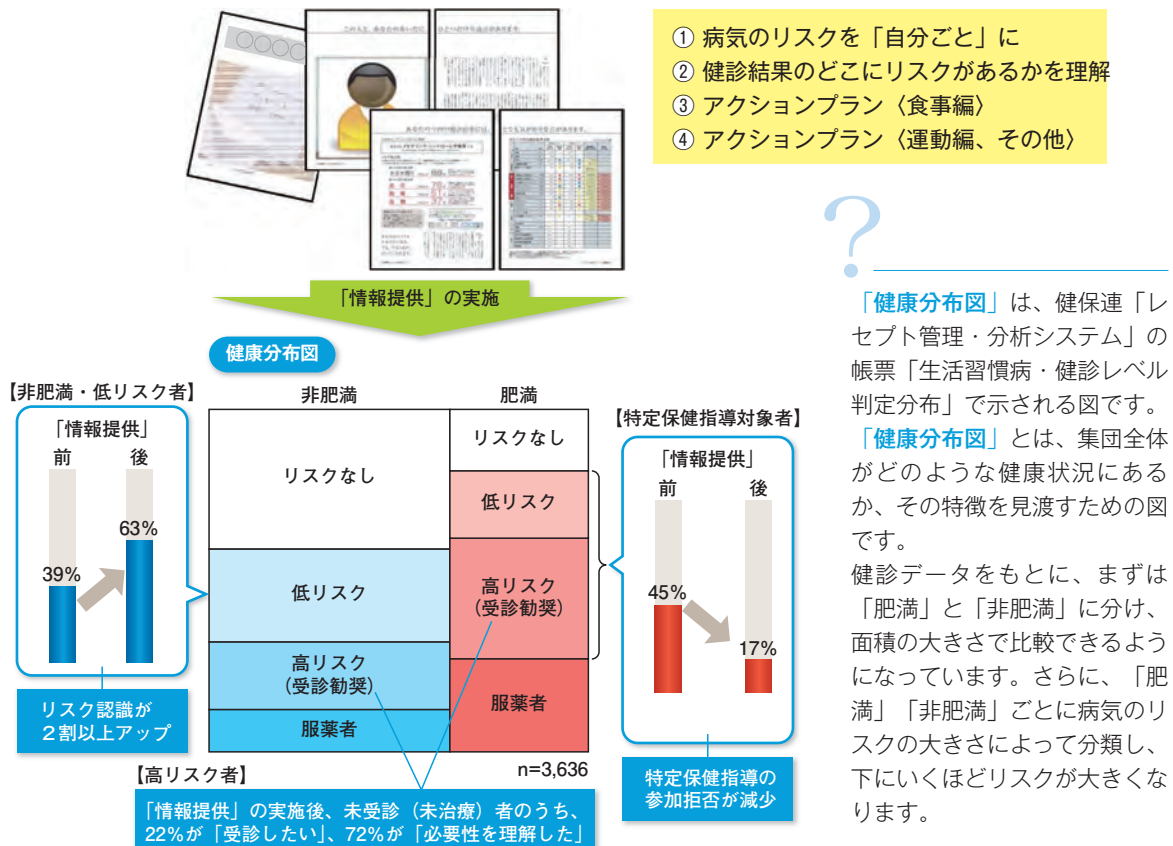 ① 病気のリスクを「自分ごと」に
② 健診結果のどこにリスクがあるかを理解
③ アクションプラン〈食事編〉
④ アクションプラン〈運動編、その他〉
「情報提供」の実施
健康分布図
【非肥満・低リスク者】
「情報提供」
前 後
39%
63%
リスク認識が
2割以上アップ
非肥満 肥満
リスクなし
低リスク
高リスク
(受診勧奨)
服薬者
リスクなし
低リスク
高リスク
(受診勧奨)
服薬者
n=3,636
【高リスク者】
「情報提供」の実施後、未受診（未治療）者のうち、
22%が「受診したい」、72%が「必要性を理解した」
【特定保健指導対象者】
「情報提供」
前 後
45%
17%
特定保健指導の
参加拒否が減少
?
「健康分布図」は、健保連「レ
セプト管理・分析システム」の
帳票「生活習慣病・健診レベル
判定分布」で示される図です。
「健康分布図」とは、集団全体
がどのような健康状況にある
か、その特徴を見渡すための図
です。
健診データをもとに、まずは
「肥満」と「非肥満」に分け、
面積の大きさで比較できるよう
になっています。さらに、「肥
満」「非肥満」ごとに病気のリ
スクの大きさによって分類し、
下にいくほどリスクが大きくな
ります。